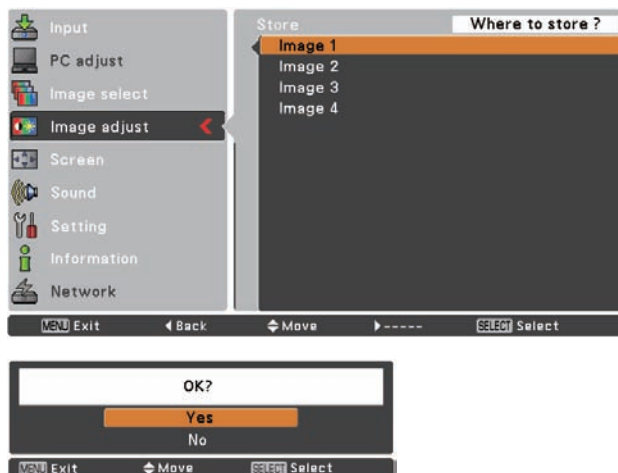 Input
PC adjust
Image select
Image adjust
Screen
Sound
Setting
Information
Network
Store
Where to store ?
Image 1
Image 2
Image 3
Image 4
MENU Exit Back Move ----- SELECT Select
OK?
Yes
No
MENU Exit Move SELECT Select